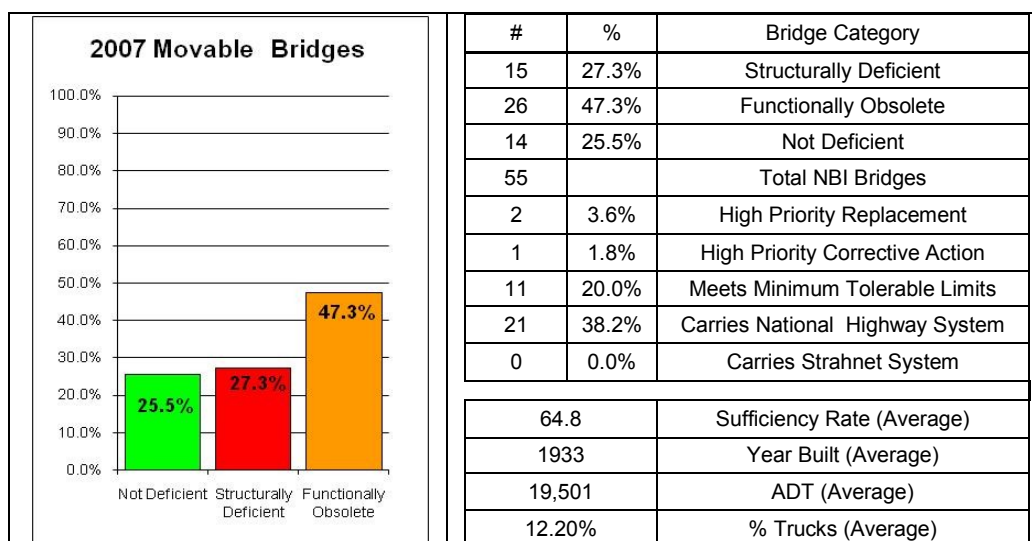 2007 Movable Bridges
100.0%
90.0%
80.0%
70.0%
60.0%
50.0%
40.0%
30.0%
20.0%
10.0%
0.0%
25.5%
27.3%
47.3%
Not Deficient
Structurally
Deficient
Functionally
Obsolete
# % Bridge Category
15 27.3% Structurally Deficient
26 47.3% Functionally Obsolete
14 25.5% Not Deficient
55 Total NBI Bridges
2 3.6% High Priority Replacement
1 1.8% High Priority Corrective Action
11 20.0% Meets Minimum Tolerable Limits
21 38.2% Carries National Highway System
0 0.0% Carries Strahnet System
64.8 Sufficiency Rate (Average)
1933 Year Built (Average)
19,501 ADT (Average)
12.20% % Trucks (Average)